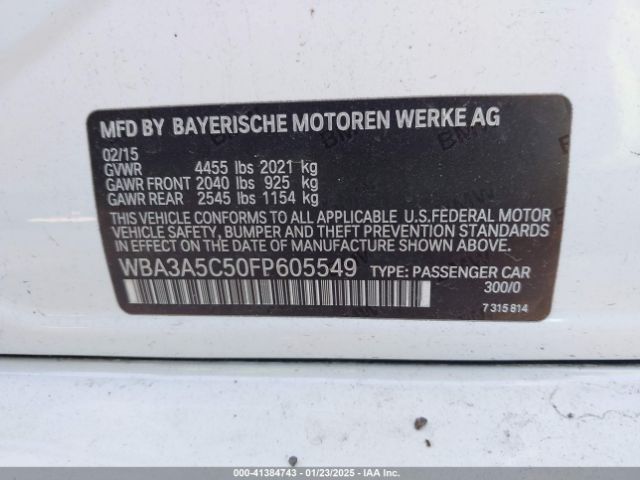 MFD BY BAYERISCHE MOTOREN WERKE AG
02/15
GVWR 4455 lbs 2021 kg
GAWR FRONT 2040 lbs 925 kg
GAWR REAR 2545 lbs 1154 kg
THIS VEHICLE CONFORMS TO ALL APPLICABLE U.S.FEDERAL MOTOR
VEHICLE SAFETY, BUMPER AND THEFT PREVENTION STANDARDS
IN EFFECT ON THE DATE OF MANUFACTURE SHOWN ABOVE.
WBA3A5C50FP605549 TYPE: PASSENGER CAR
300/0
7 315 814
000-41384743 / 01/23/2025 - IAA Inc.